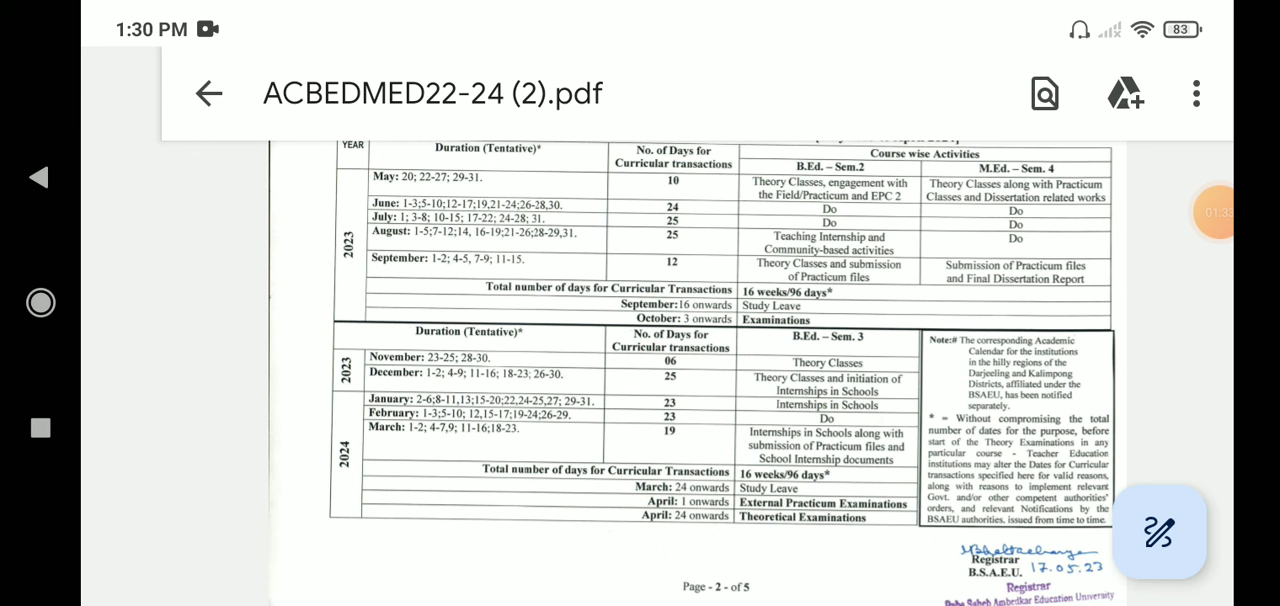 1:30 PM
83
ACBEDMED22-24 (2).pdf
YEAR
Duration (Tentative)*
No. of Days for
Curricular transactions
Course wise Activities
B.Ed. – Sem.2
M.Ed. – Sem. 4
2023
May: 20; 22-27; 29-31.
10
Theory Classes, engagement with
the Field/Practicum and EPC 2
Theory Classes along with Practicum
Classes and Dissertation related works
June: 1-3;5-10;12-17;19,21-24;26-28,30.
24
Do
Do
July: 1; 3-8; 10-15; 17-22; 24-28; 31.
25
Do
Do
August: 1-5;7-12;14, 16-19;21-26;28-29,31.
25
Teaching Internship and
Community-based activities
Do
September: 1-2; 4-5, 7-9; 11-15.
12
Theory Classes and submission
of Practicum files
Submission of Practicum files
and Final Dissertation Report
Total number of days for Curricular Transactions
16 weeks/96 days*
September:16 onwards
Study Leave
October: 3 onwards
Examinations
Duration (Tentative)*
No. of Days for
Curricular transactions
B.Ed. – Sem. 3
2023
November: 23-25; 28-30.
06
Theory Classes
December: 1-2; 4-9; 11-16; 18-23; 26-30.
25
Theory Classes and initiation of
Internships in Schools
2024
January: 2-6;8-11,13;15-20;22,24-25,27; 29-31.
23
Internships in Schools
February: 1-3;5-10; 12,15-17;19-24;26-29.
23
Do
March: 1-2; 4-7,9; 11-16;18-23.
19
Internships in Schools along with
submission of Practicum files and
School Internship documents
Total number of days for Curricular Transactions
16 weeks/96 days*
March: 24 onwards
Study Leave
April: 1 onwards
External Practicum Examinations
April: 24 onwards
Theoretical Examinations
Note:# The corresponding Academic
Calendar for the institutions
in the hilly regions of the
Darjeeling and Kalimpong
Districts, affiliated under the
BSAEU, has been notified
separately.
* = Without compromising the total
number of dates for the purpose, before
start of the Theory Examinations in any
particular course - Teacher Education
institutions may alter the Dates for Curricular
transactions specified here for valid reasons,
along with reasons to implement relevant
Govt. and/or other competent authorities'
orders, and relevant Notifications by the
BSAEU authorities, issued from time to time.
01:33
Registrar
B.S.A.E.U. 17.05.23
Registrar
Baba Saheb Ambedkar Education University
Page - 2 - of 5